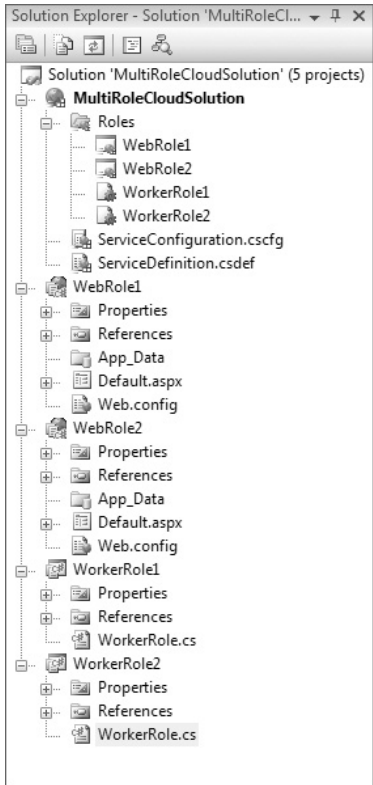 Solution Explorer - Solution 'MultiRoleCl...
Solution 'MultiRoleCloudSolution' (5 projects)
MultiRoleCloudSolution
Roles
WebRole1
WebRole2
WorkerRole1
WorkerRole2
ServiceConfiguration.cscfg
ServiceDefinition.csdef
WebRole1
Properties
References
App_Data
Default.aspx
Web.config
WebRole2
Properties
References
App_Data
Default.aspx
Web.config
WorkerRole1
Properties
References
WorkerRole.cs
WorkerRole2
Properties
References
WorkerRole.cs